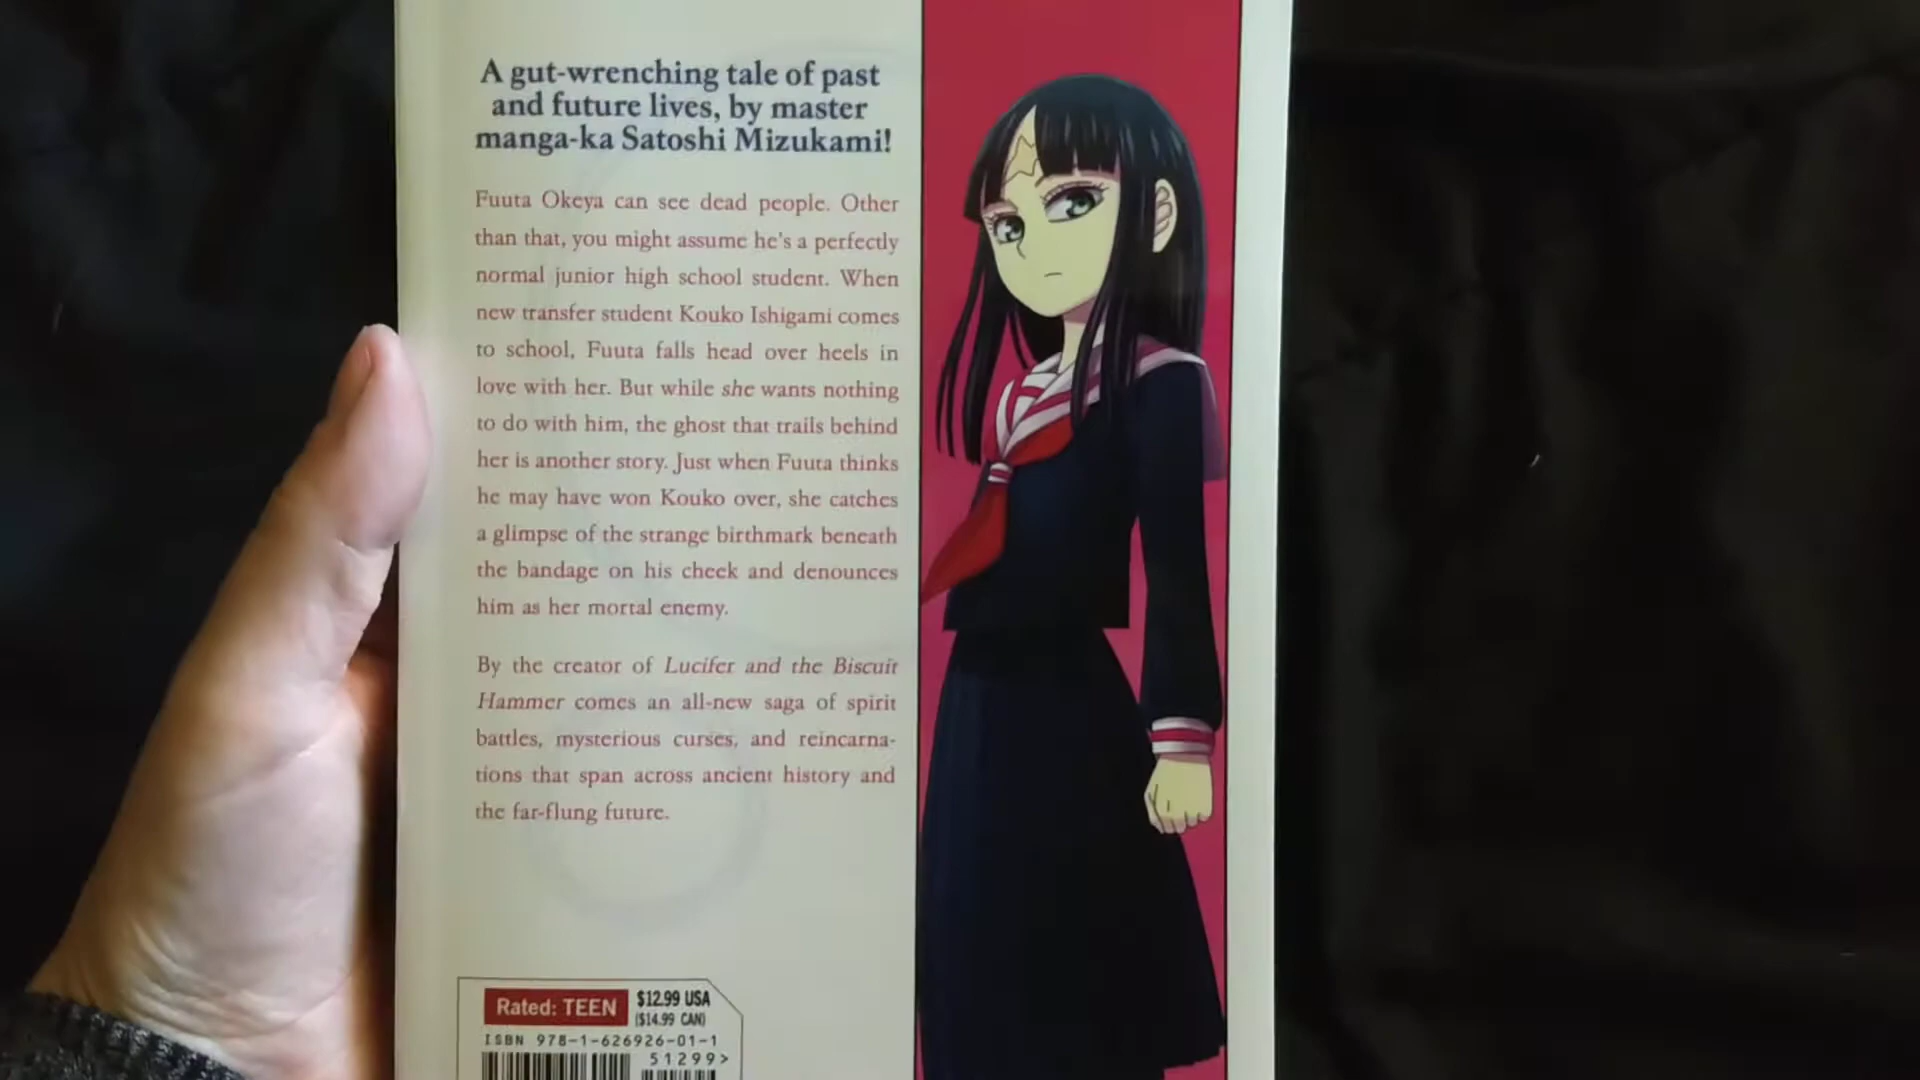 A gut-wrenching tale of past
and future lives, by master
manga-ka Satoshi Mizukami!
Fuuta Okeya can see dead people. Other
than that, you might assume he's a perfectly
normal junior high school student. When
new transfer student Kouko Ishigami comes
to school, Fuuta falls head over heels in
love with her. But while she wants nothing
to do with him, the ghost that trails behind
her is another story. Just when Fuuta thinks
he may have won Kouko over, she catches
a glimpse of the strange birthmark beneath
the bandage on his cheek and denounces
him as her mortal enemy.
By the creator of Lucifer and the Biscuit
Hammer comes an all-new saga of spirit
battles, mysterious curses, and reincarna-
tions that span across ancient history and
the far-flung future.
Rated: TEEN
$12.99 USA
($14.99 CAN)
ISBN 978-1-626926-01-1
51299>